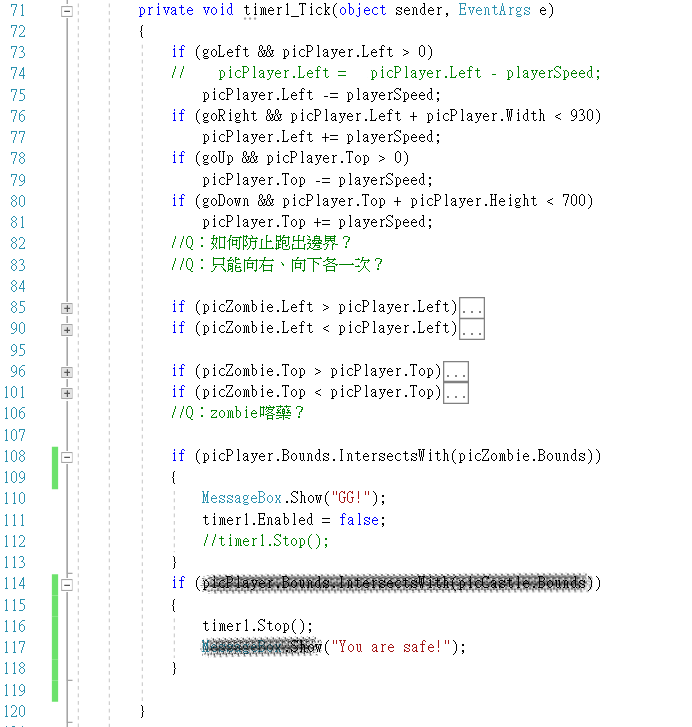 71 private void timer1_Tick(object sender, EventArgs e)
72 {
73 if (goLeft && picPlayer.Left > 0)
74 // picPlayer.Left = picPlayer.Left - playerSpeed;
75 picPlayer.Left -= playerSpeed;
76 if (goRight && picPlayer.Left + picPlayer.Width < 930)
77 picPlayer.Left += playerSpeed;
78 if (goUp && picPlayer.Top > 0)
79 picPlayer.Top -= playerSpeed;
80 if (goDown && picPlayer.Top + picPlayer.Height < 700)
81 picPlayer.Top += playerSpeed;
82 //Q：如何防止跑出邊界？
83 //Q：只能向右、向下各一次？
84
85 if (picZombie.Left > picPlayer.Left)...
90 if (picZombie.Left < picPlayer.Left)...
95
96 if (picZombie.Top > picPlayer.Top)...
101 if (picZombie.Top < picPlayer.Top)...
106 //Q：zombie喀藥？
107
108 if (picPlayer.Bounds.IntersectsWith(picZombie.Bounds))
109 {
110 MessageBox.Show("GG!");
111 timer1.Enabled = false;
112 //timer1.Stop();
113 }
114 if (picPlayer.Bounds.IntersectsWith(picCastle.Bounds))
115 {
116 timer1.Stop();
117 MessageBox.Show("You are safe!");
118 }
119
120 }